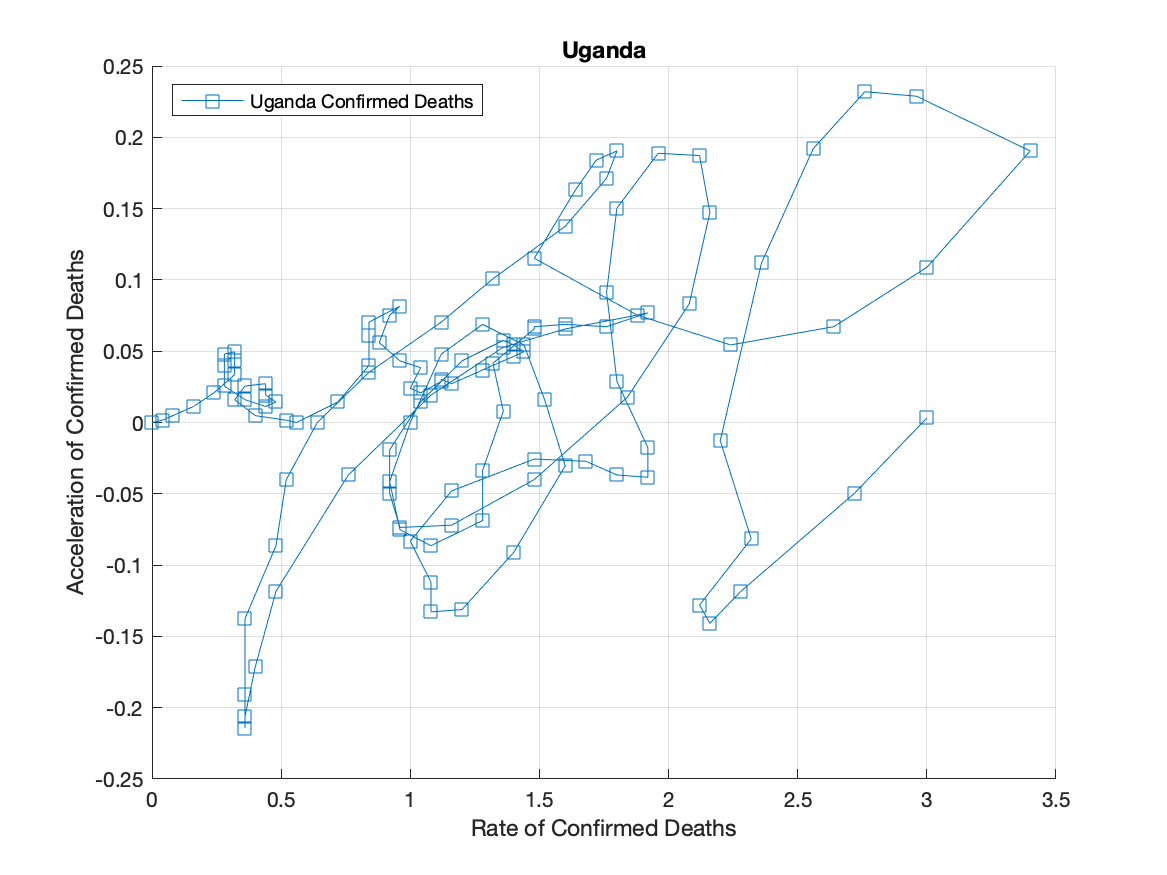 Uganda
Uganda Confirmed Deaths
0.25
0.2
0.15
0.1
0.05
0
-0.05
-0.1
-0.15
-0.2
-0.25
Acceleration of Confirmed Deaths
0 0.5 1 1.5 2 2.5 3 3.5
Rate of Confirmed Deaths